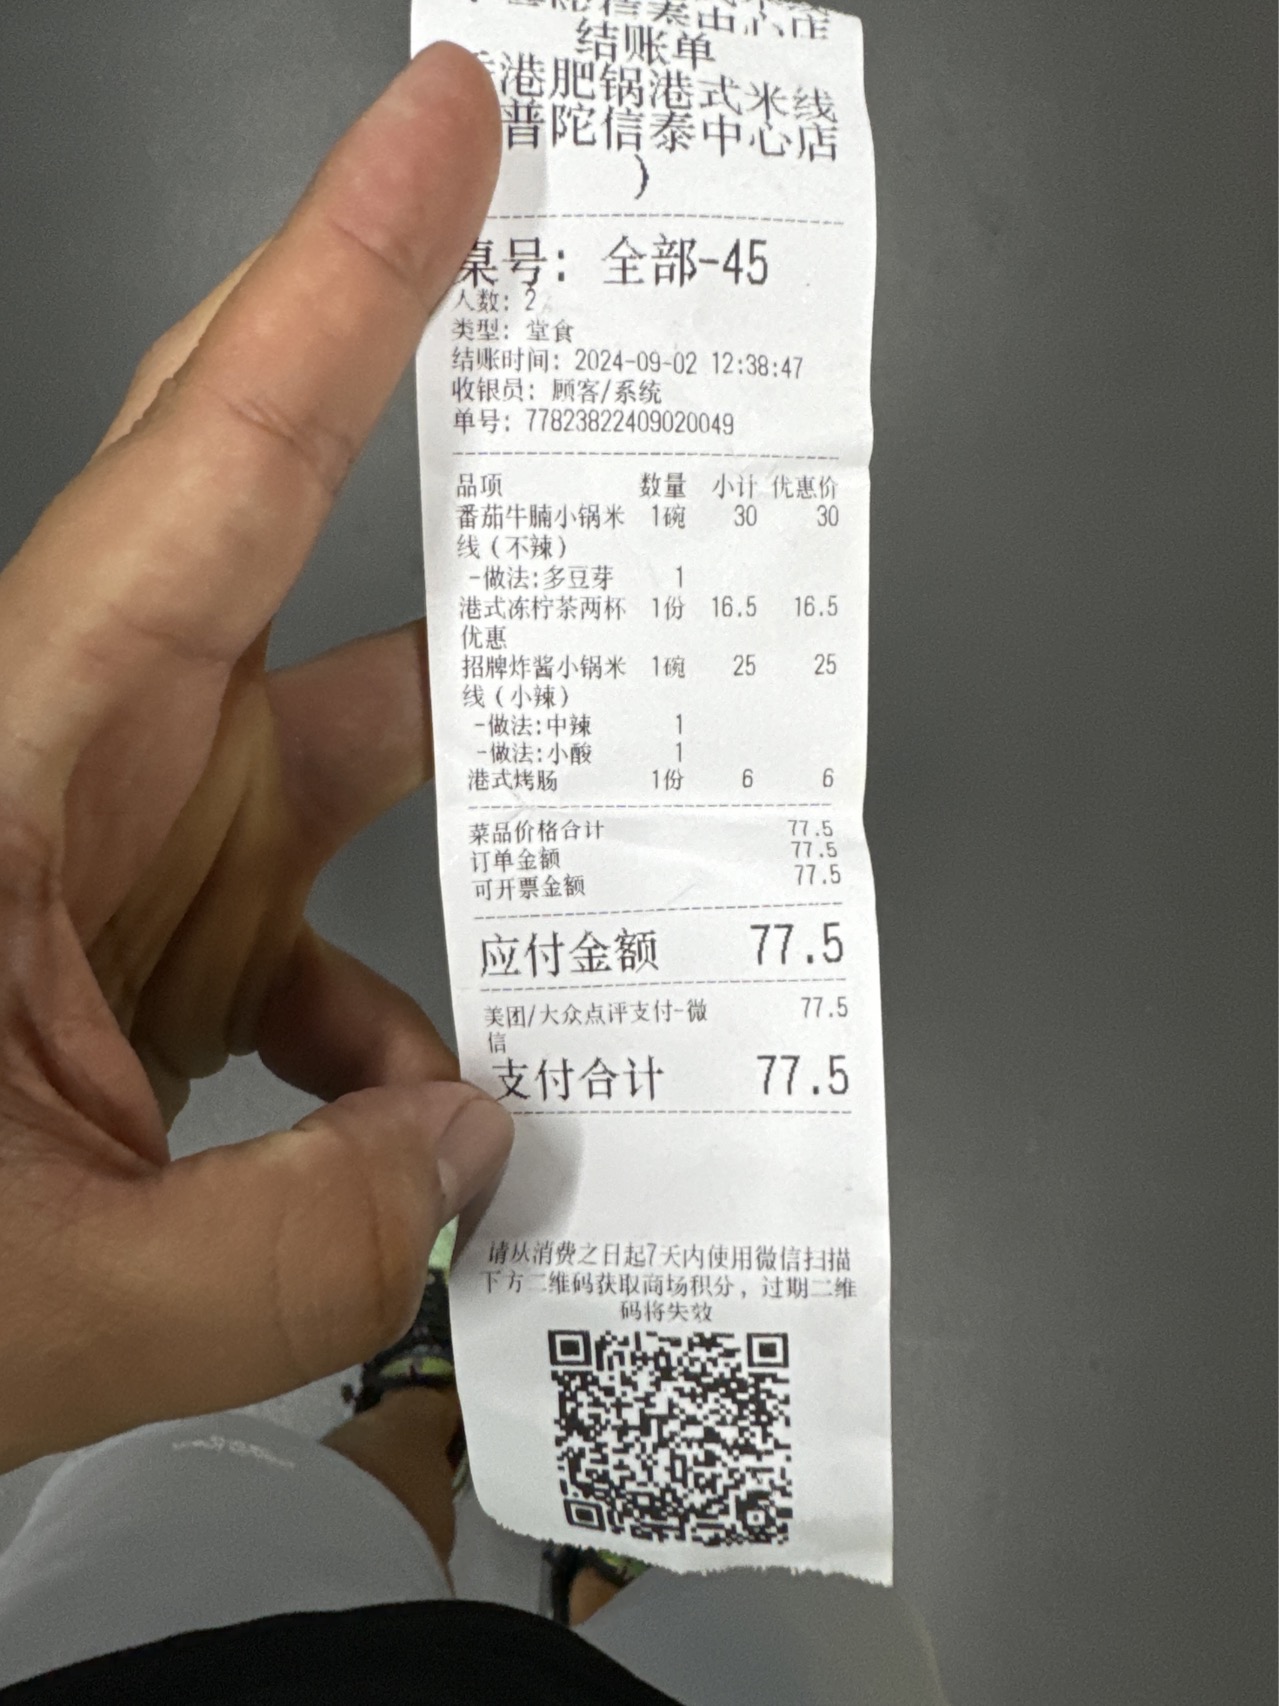 信泰中心店
结账单
港肥锅港式米线
普陀信泰中心店
）
桌号：全部-45
人数：2
类型：堂食
结账时间：2024-09-02 12:38:47
收银员：顾客/系统
单号：77823822409020049
品项 数量 小计 优惠价
番茄牛腩小锅米 1碗 30 30
线（不辣）
-做法:多豆芽 1
港式冻柠茶两杯 1份 16.5 16.5
优惠
招牌炸酱小锅米 1碗 25 25
线（小辣）
-做法:中辣 1
-做法:小酸 1
港式烤肠 1份 6 6
菜品价格合计 77.5
订单金额 77.5
可开票金额 77.5
应付金额 77.5
美团/大众点评支付-微 77.5
信
支付合计 77.5
请从消费之日起7天内使用微信扫描
下方二维码获取商场积分，过期二维
码将失效